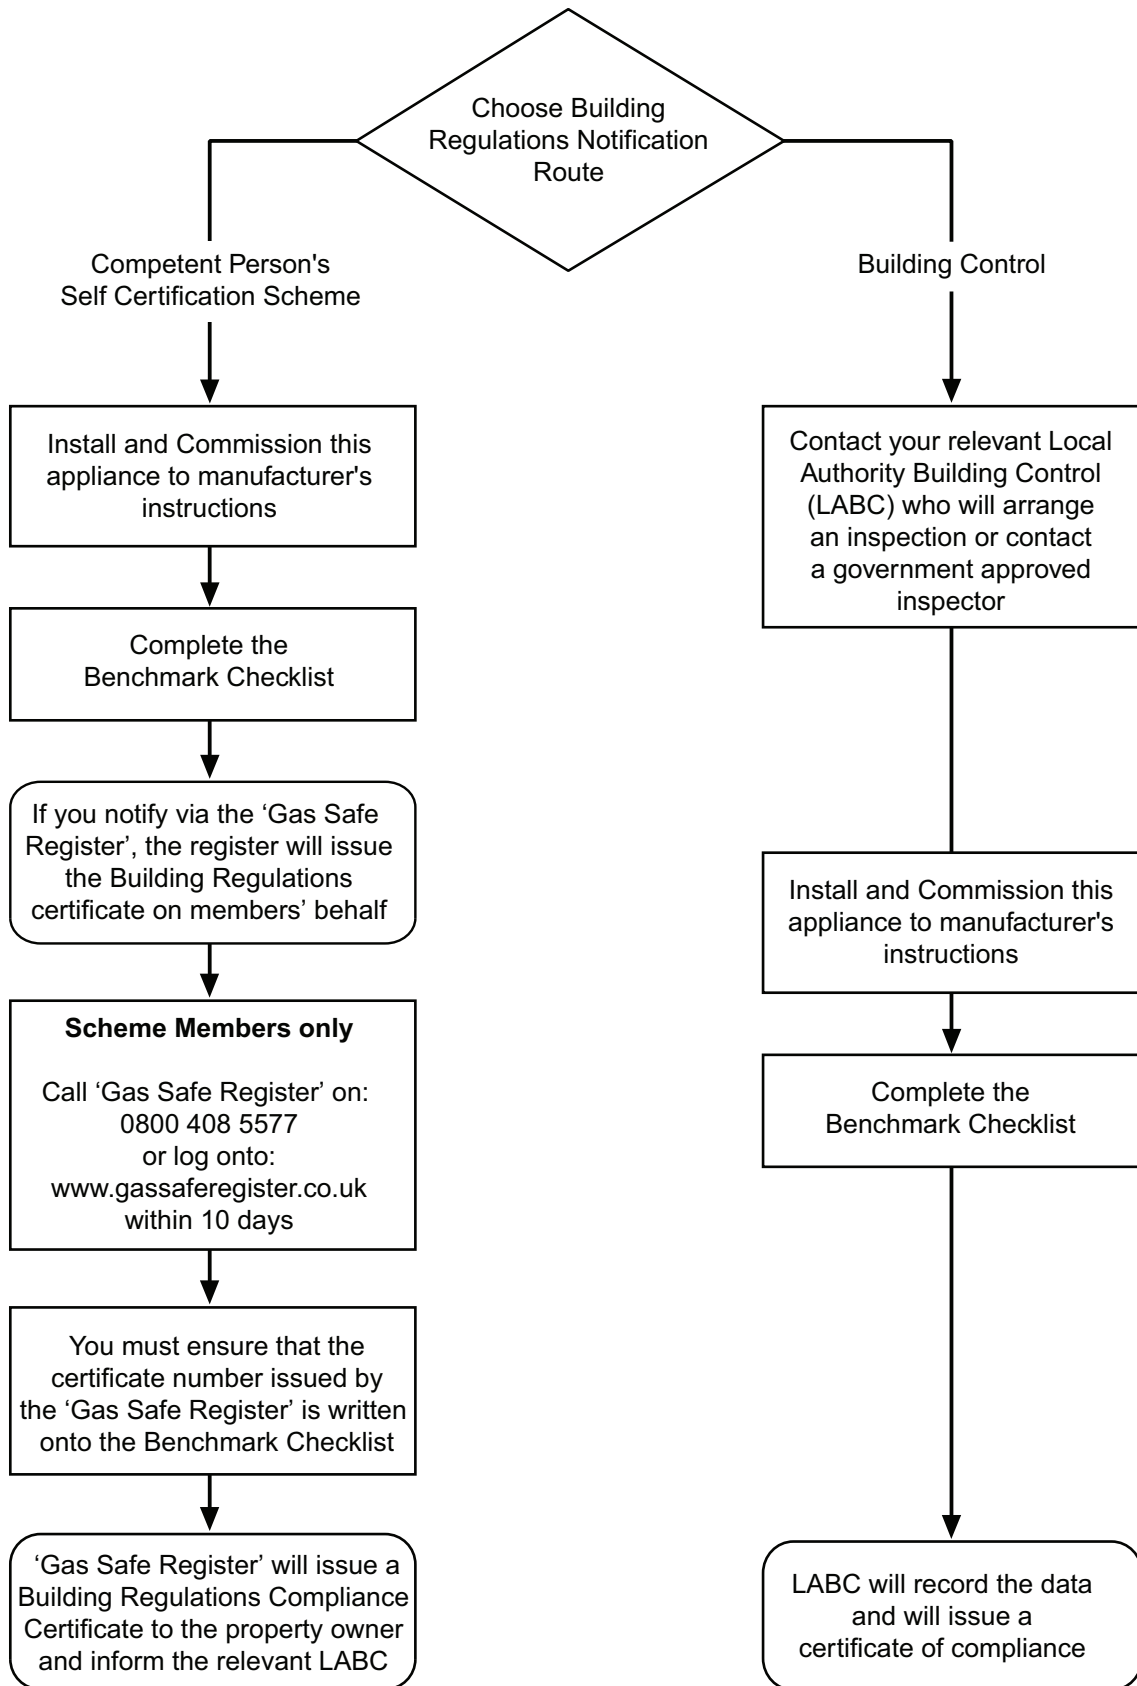 Choose Building
Regulations Notification
Route
Competent Person's
Self Certification Scheme
Install and Commission this
appliance to manufacturer's
instructions
Complete the
Benchmark Checklist
If you notify via the ‘Gas Safe
Register’, the register will issue
the Building Regulations
certificate on members’ behalf
Scheme Members only
Call ‘Gas Safe Register’ on:
0800 408 5577
or log onto:
www.gassaferegister.co.uk
within 10 days
You must ensure that the
certificate number issued by
the ‘Gas Safe Register’ is written
onto the Benchmark Checklist
‘Gas Safe Register’ will issue a
Building Regulations Compliance
Certificate to the property owner
and inform the relevant LABC
Building Control
Contact your relevant Local
Authority Building Control
(LABC) who will arrange
an inspection or contact
a government approved
inspector
Install and Commission this
appliance to manufacturer's
instructions
Complete the
Benchmark Checklist
LABC will record the data
and will issue a
certificate of compliance